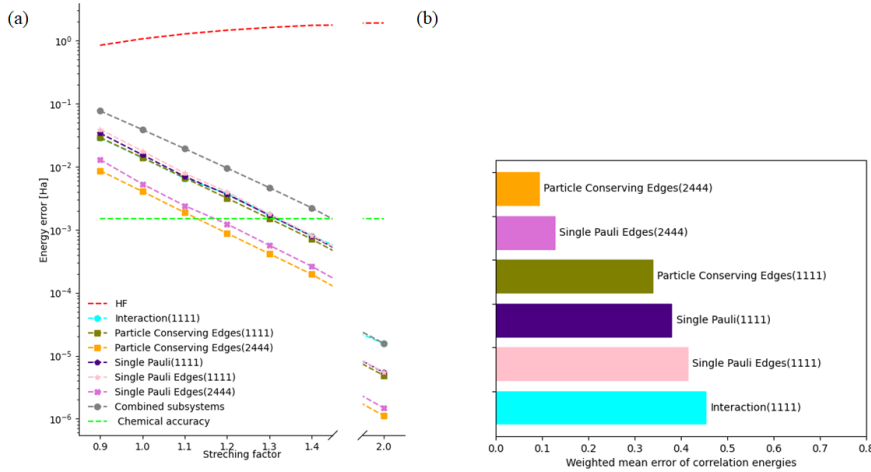 (a)
(b)
Energy error [Ha]
10^0
10^-1
10^-2
10^-3
10^-4
10^-5
10^-6
HF
Interaction(1111)
Particle Conserving Edges(1111)
Particle Conserving Edges(2444)
Single Pauli(1111)
Single Pauli Edges(1111)
Single Pauli Edges(2444)
Combined subsystems
Chemical accuracy
0.9 1.0 1.1 1.2 1.3 1.4 2.0
Streching factor
Particle Conserving Edges(2444)
Single Pauli Edges(2444)
Particle Conserving Edges(1111)
Single Pauli(1111)
Single Pauli Edges(1111)
Interaction(1111)
0.0 0.1 0.2 0.3 0.4 0.5 0.6 0.7 0.8
Weighted mean error of correlation energies